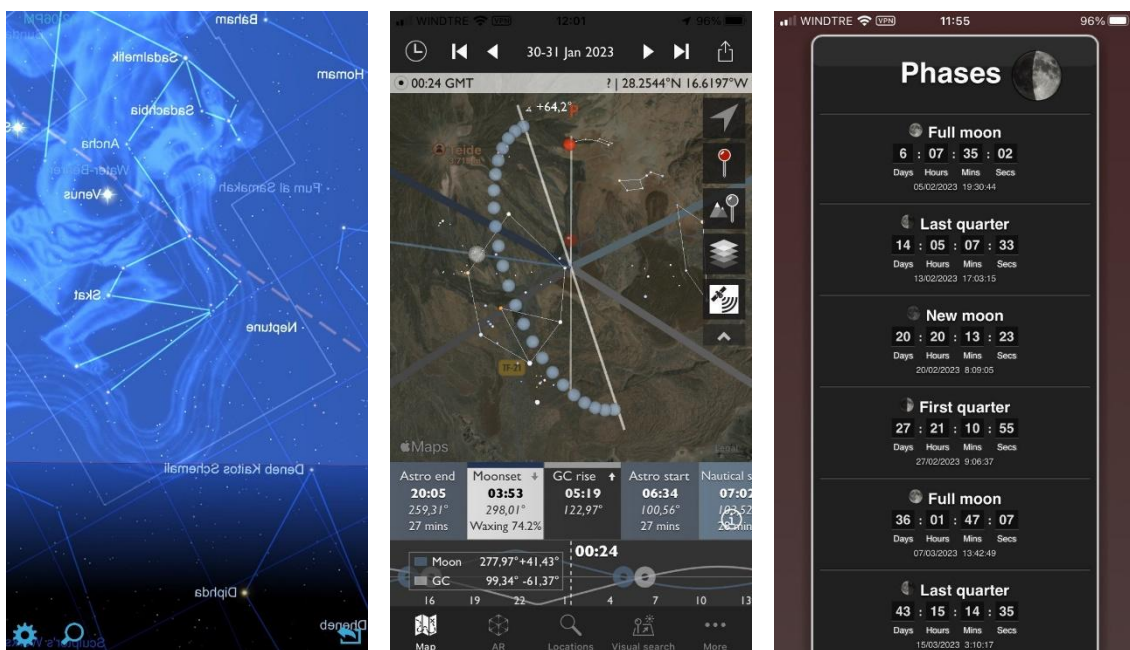 06PM
Baham
Sadalmelik
Homam
Sadachbia
Ancha
Water-Bearer
Fum al Samakah
Venus
Skat
Neptune
Deneb Kaitos Schemali
Diphda
WINDTRE VPN 12:01 96%
30-31 Jan 2023
00:24 GMT ? | 28.2544°N 16.6197°W
+64,2°
Teide
TF-21
Maps
Legal
Astro end Moonset GC rise Astro start Nautical s
20:05 03:53 05:19 06:34 07:02
259,31° 298,01° 122,97° 100,56°
27 mins Waxing 74.2% 27 mins
00:24
Moon 277,97° +41,43°
GC 99,34° -61,37°
16 19 22 1 4 7 10 13
Map AR Locations Visual search More
WINDTRE VPN 11:55 96%
Phases
Full moon
6 : 07 : 35 : 02
Days Hours Mins Secs
05/02/2023 19:30:44
Last quarter
14 : 05 : 07 : 33
Days Hours Mins Secs
13/02/2023 17:03:15
New moon
20 : 20 : 13 : 23
Days Hours Mins Secs
20/02/2023 8:09:05
First quarter
27 : 21 : 10 : 55
Days Hours Mins Secs
27/02/2023 9:06:37
Full moon
36 : 01 : 47 : 07
Days Hours Mins Secs
07/03/2023 13:42:49
Last quarter
43 : 15 : 14 : 35
Days Hours Mins Secs
15/03/2023 3:10:17